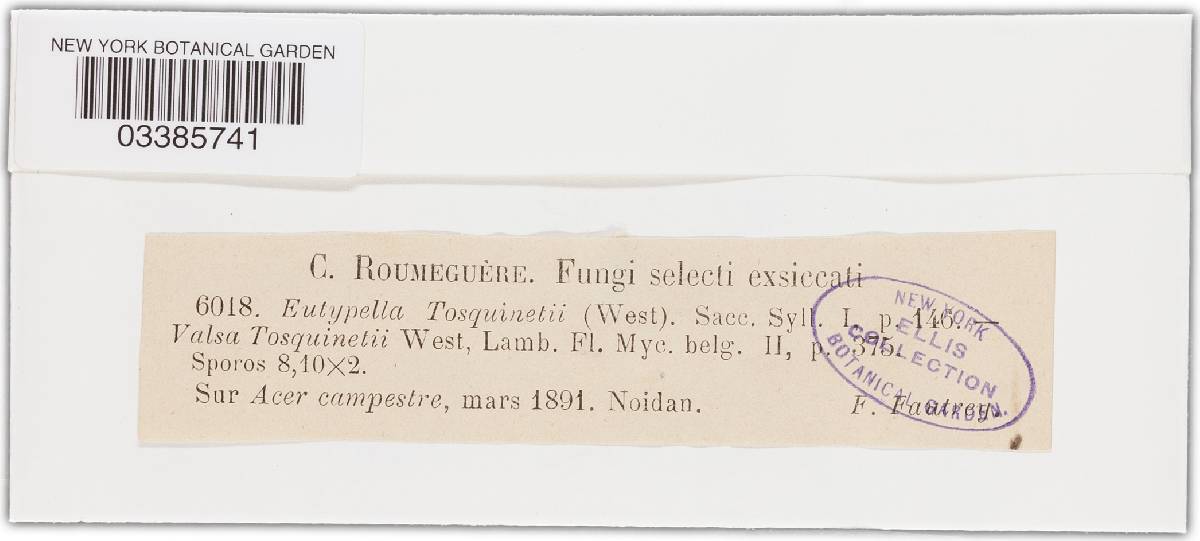 NEW YORK BOTANICAL GARDEN
03385741
C. ROUMEGUÈRE. Fungi selecti exsiccati
6018. Eutypella Tosquinetii (West). Sacc. Syll. I, p. 146. —
Valsa Tosquinetii West, Lamb. Fl. Myc. belg. II, p. 375.
Sporos 8,10×2.
Sur Acer campestre, mars 1891. Noidan.
F. Fautrey.
NEW YORK
ELLIS
COLLECTION
BOTANICAL GARDEN.